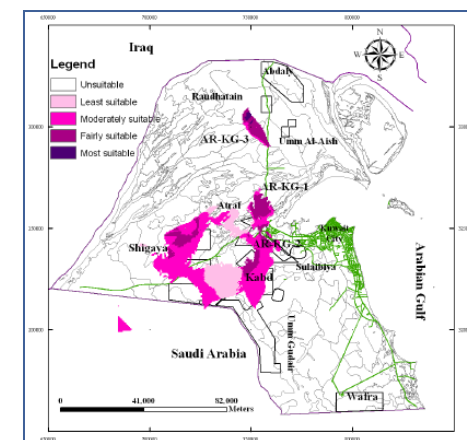 Iraq
N
W E
S
Legend
Unsuitable
Least suitable
Moderately suitable
Fairly suitable
Most suitable
Abdaly
Raudhatain
Umm Al-Aish
AR-KG-3
AR-KG-1
Atraf
Kuwait
City
Shigaya
AR-KG-2
Sulaibiya
Kabd
Arabian Gulf
Umm Gudair
Saudi Arabia
Wafra
0 41,000 82,000
Meters